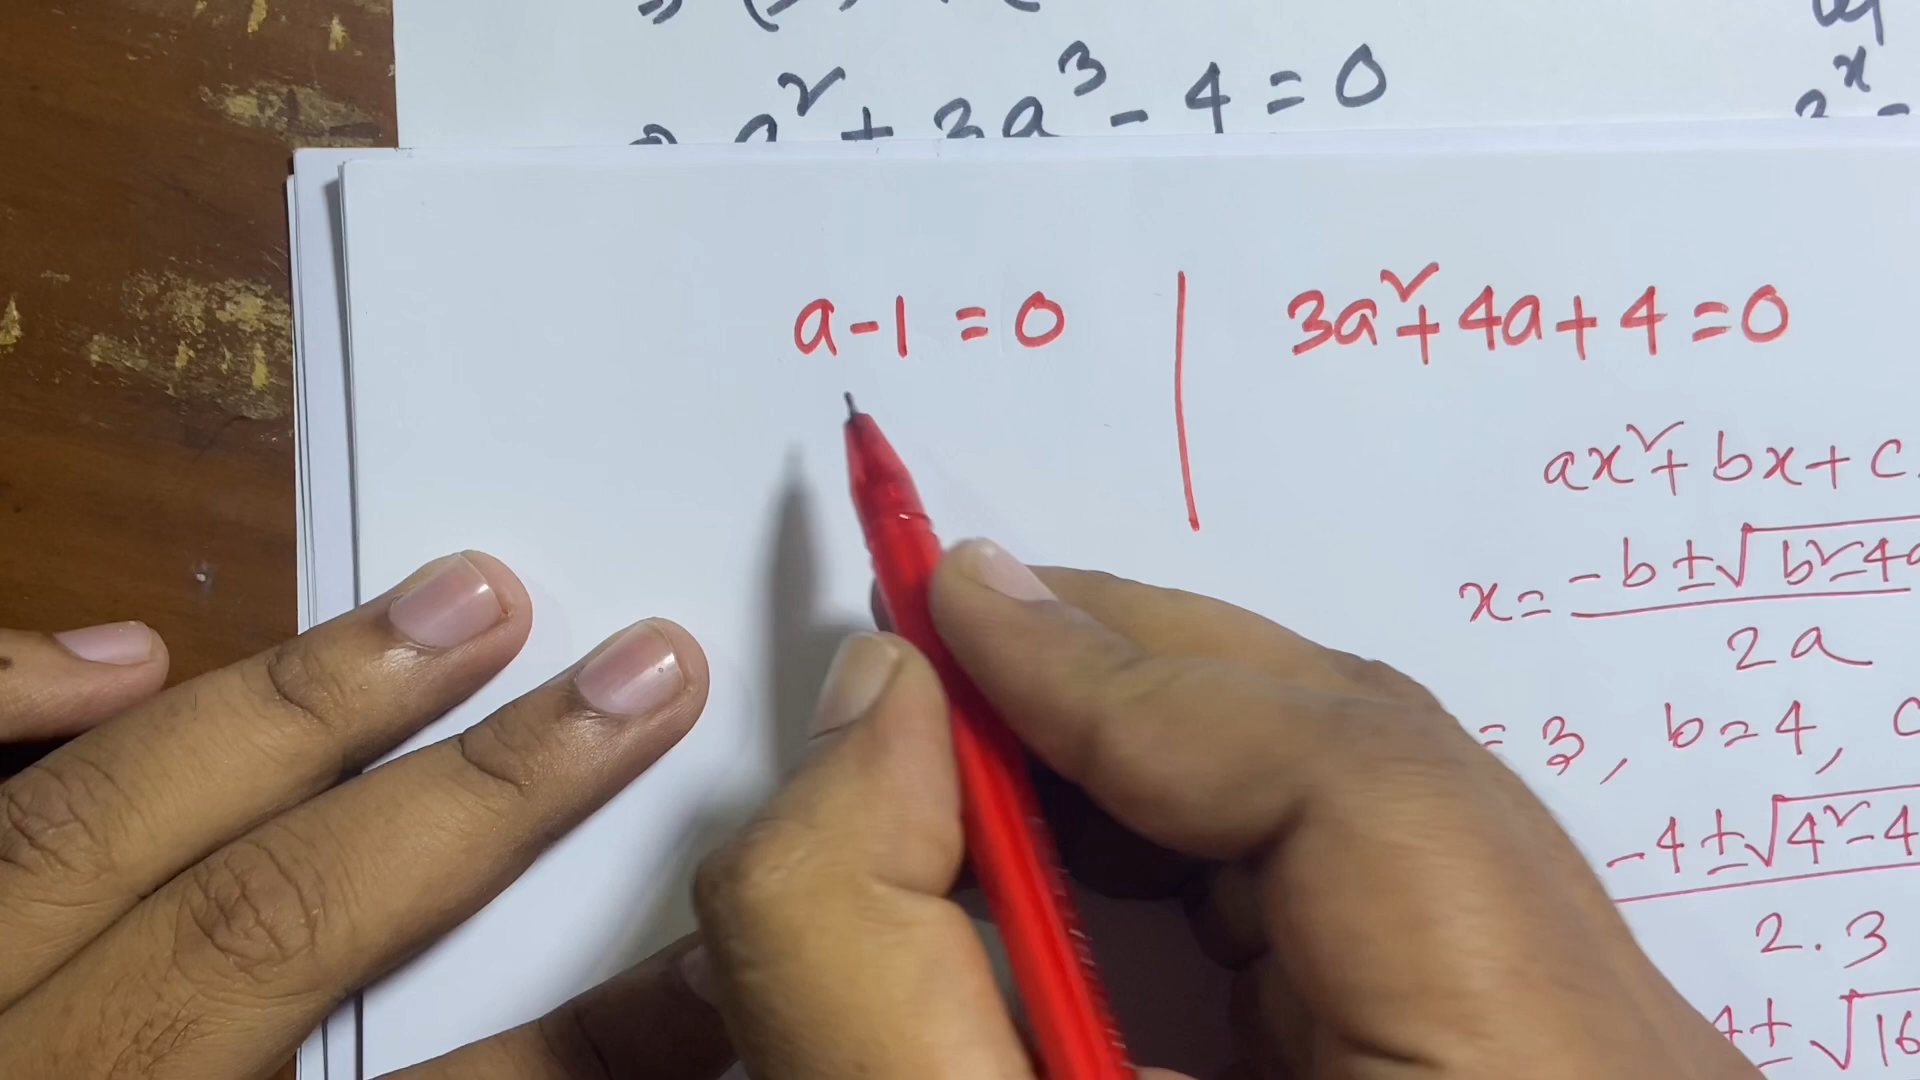 a² + 3a³ - 4 = 0
x
a - 1 = 0 | 3a² + 4a + 4 = 0
ax² + bx + c
x = -b ± √b² - 4a
2a
= 3, b = 4, c
-4 ± √4² - 4
2.3
4 ± √16